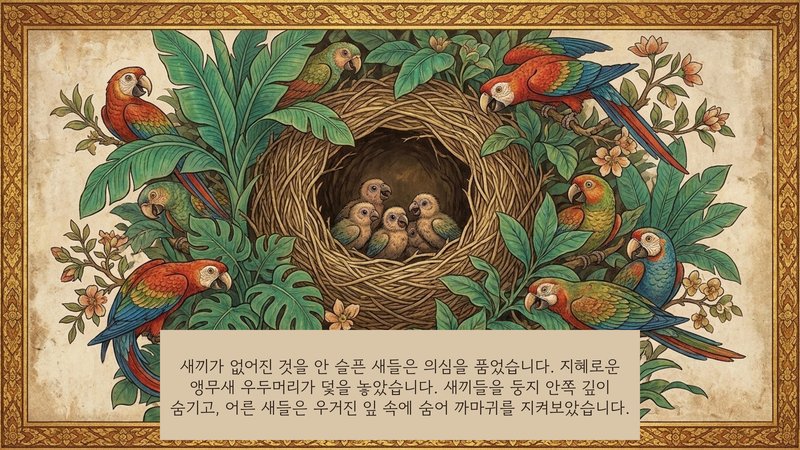 새끼가 없어진 것을 안 슬픈 새들은 의심을 품었습니다. 지혜로운
앵무새 우두머리가 덫을 놓았습니다. 새끼들을 둥지 안쪽 깊이
숨기고, 어른 새들은 우거진 잎 속에 숨어 까마귀를 지켜보았습니다.